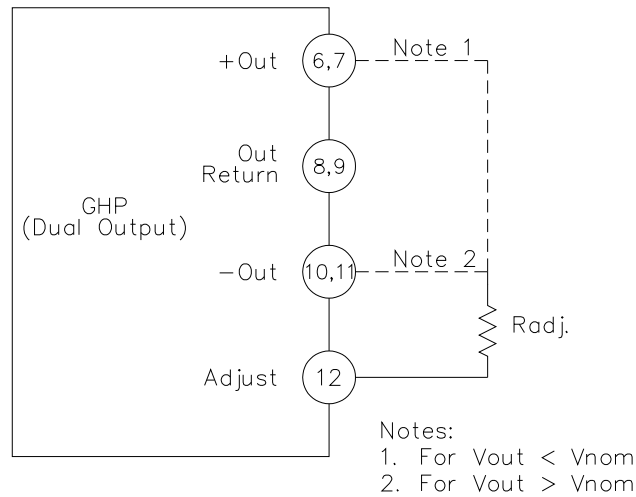 +Out
6,7
Note 1
Out
Return
8,9
GHP
(Dual Output)
-Out
10,11
Note 2
Radj.
Adjust
12
Notes:
1. For Vout < Vnom
2. For Vout > Vnom